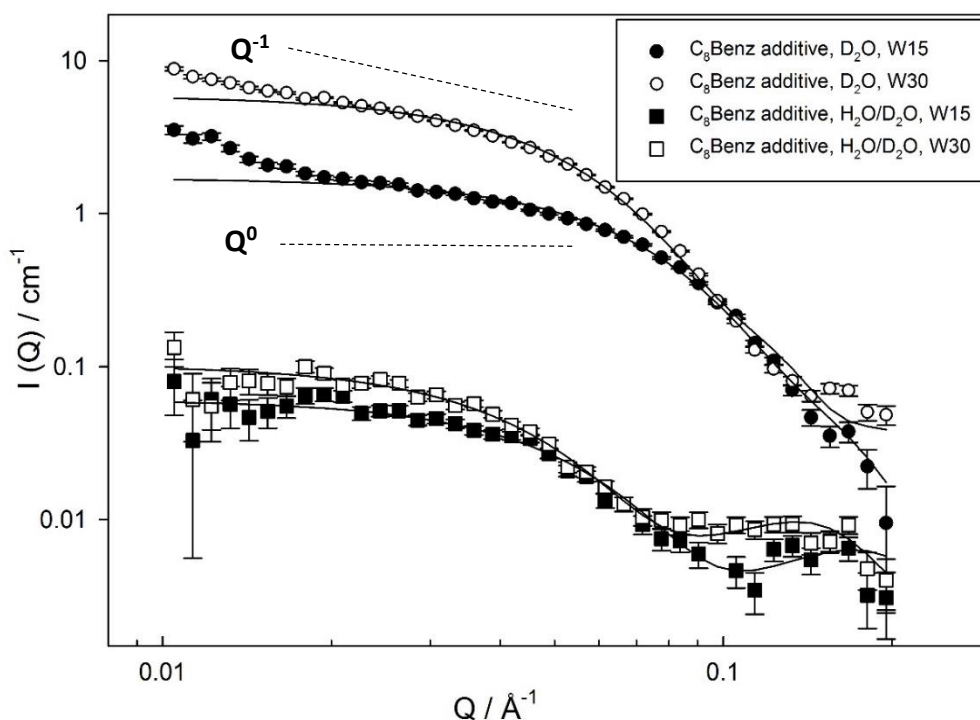 Q⁻¹
Q⁰
C₈Benz additive, D₂O, W15
C₈Benz additive, D₂O, W30
C₈Benz additive, H₂O/D₂O, W15
C₈Benz additive, H₂O/D₂O, W30
I (Q) / cm⁻¹
10
1
0.1
0.01
0.01
0.1
Q / Å⁻¹